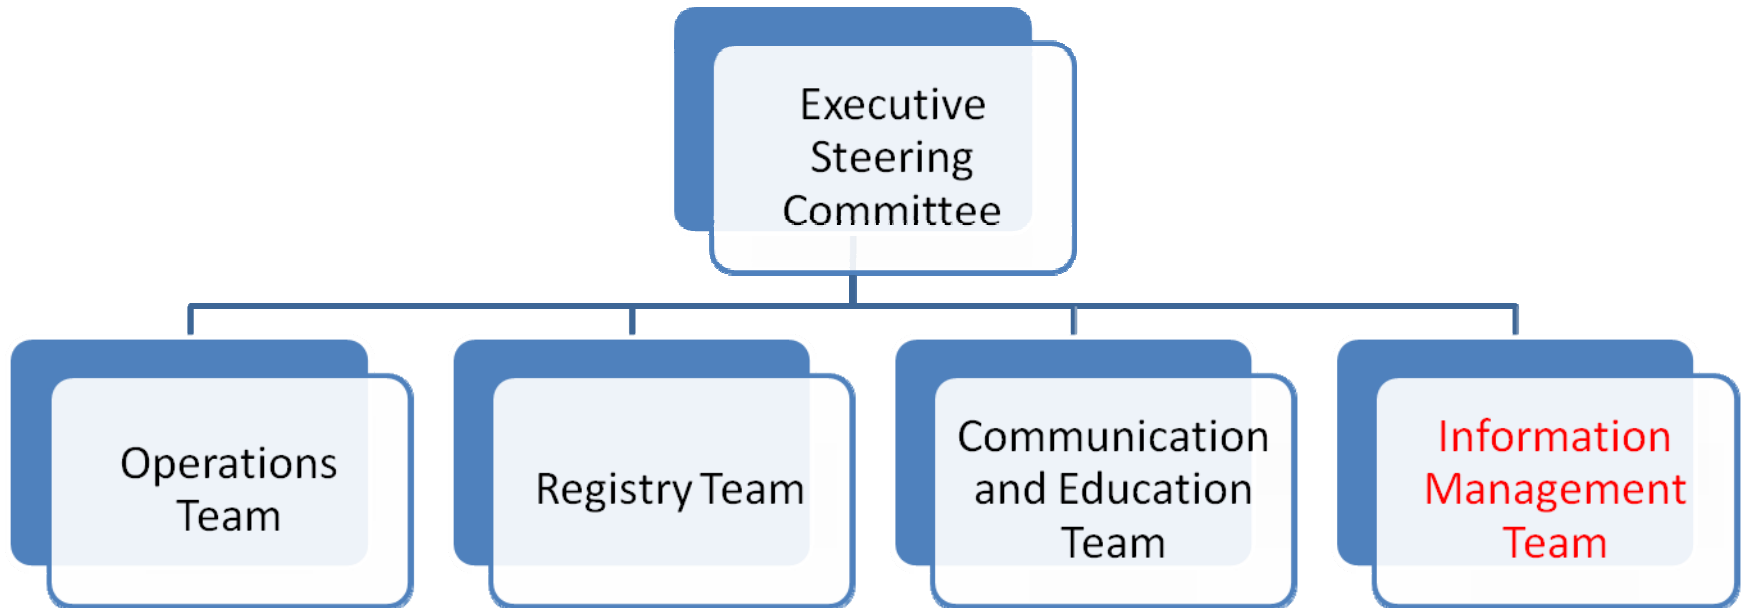 Executive
Steering
Committee
Operations
Team
Registry Team
Communication
and Education
Team
Information
Management
Team